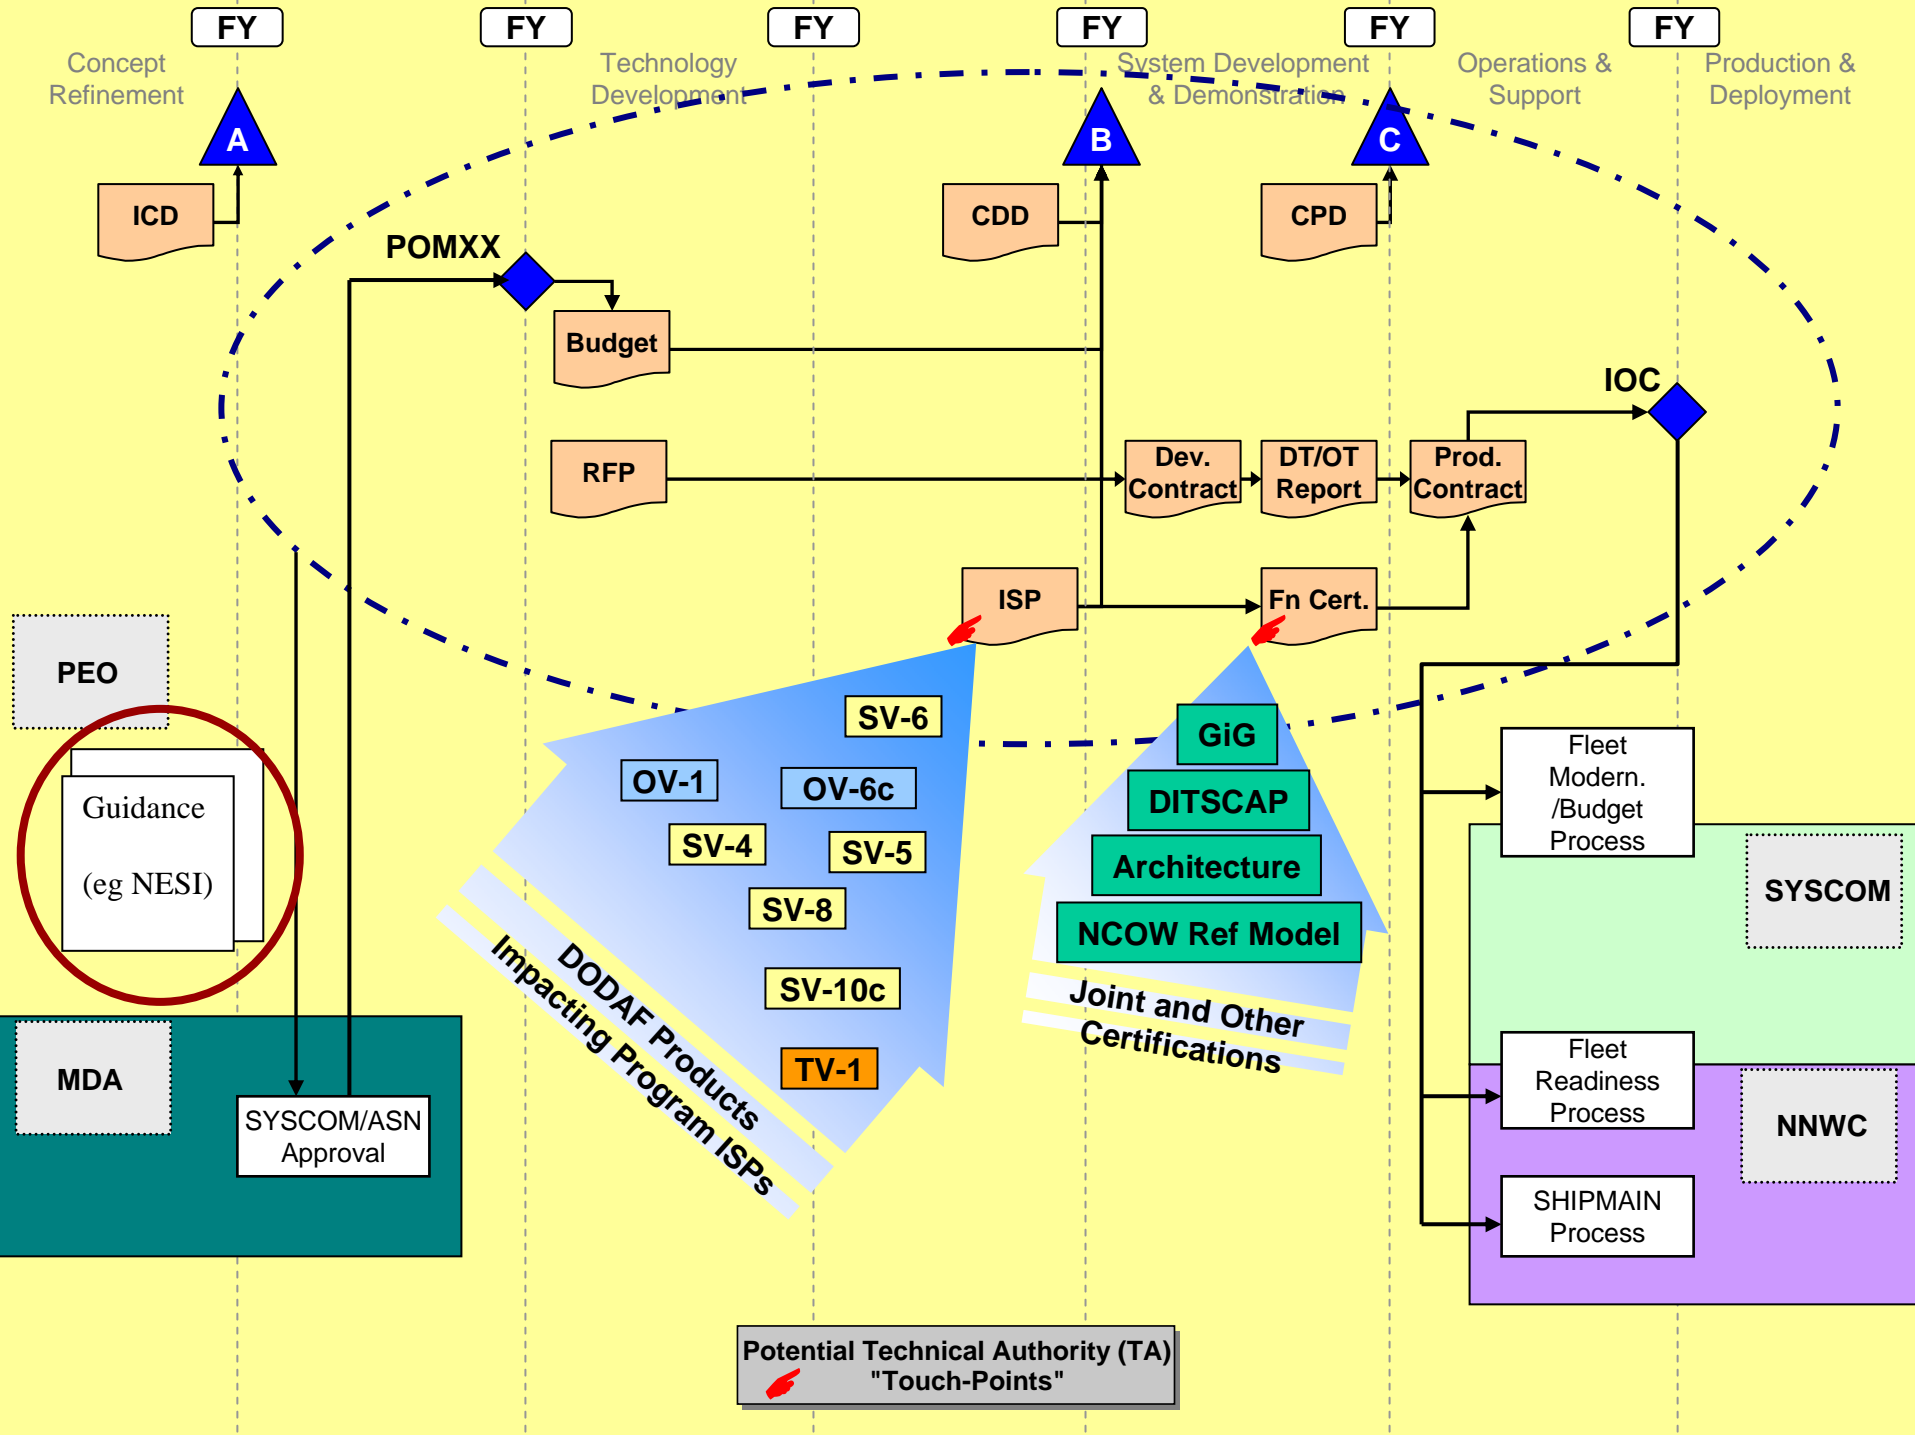 FY
FY
FY
FY
FY
FY
Concept
Refinement
Technology
Development
System Development
& Demonstration
Operations &
Support
Production &
Deployment
A
B
C
ICD
CDD
CPD
POMXX
Budget
IOC
RFP
Dev.
Contract
DT/OT
Report
Prod.
Contract
ISP
Fn Cert.
PEO
Guidance
(eg NESI)
MDA
SYSCOM/ASN
Approval
SV-6
OV-1
OV-6c
SV-4
SV-5
SV-8
SV-10c
TV-1
DODAF Products
Impacting Program ISPs
GiG
DITSCAP
Architecture
NCOW Ref Model
Joint and Other
Certifications
Fleet
Modern.
/Budget
Process
SYSCOM
Fleet
Readiness
Process
NNWC
SHIPMAIN
Process
Potential Technical Authority (TA)
"Touch-Points"